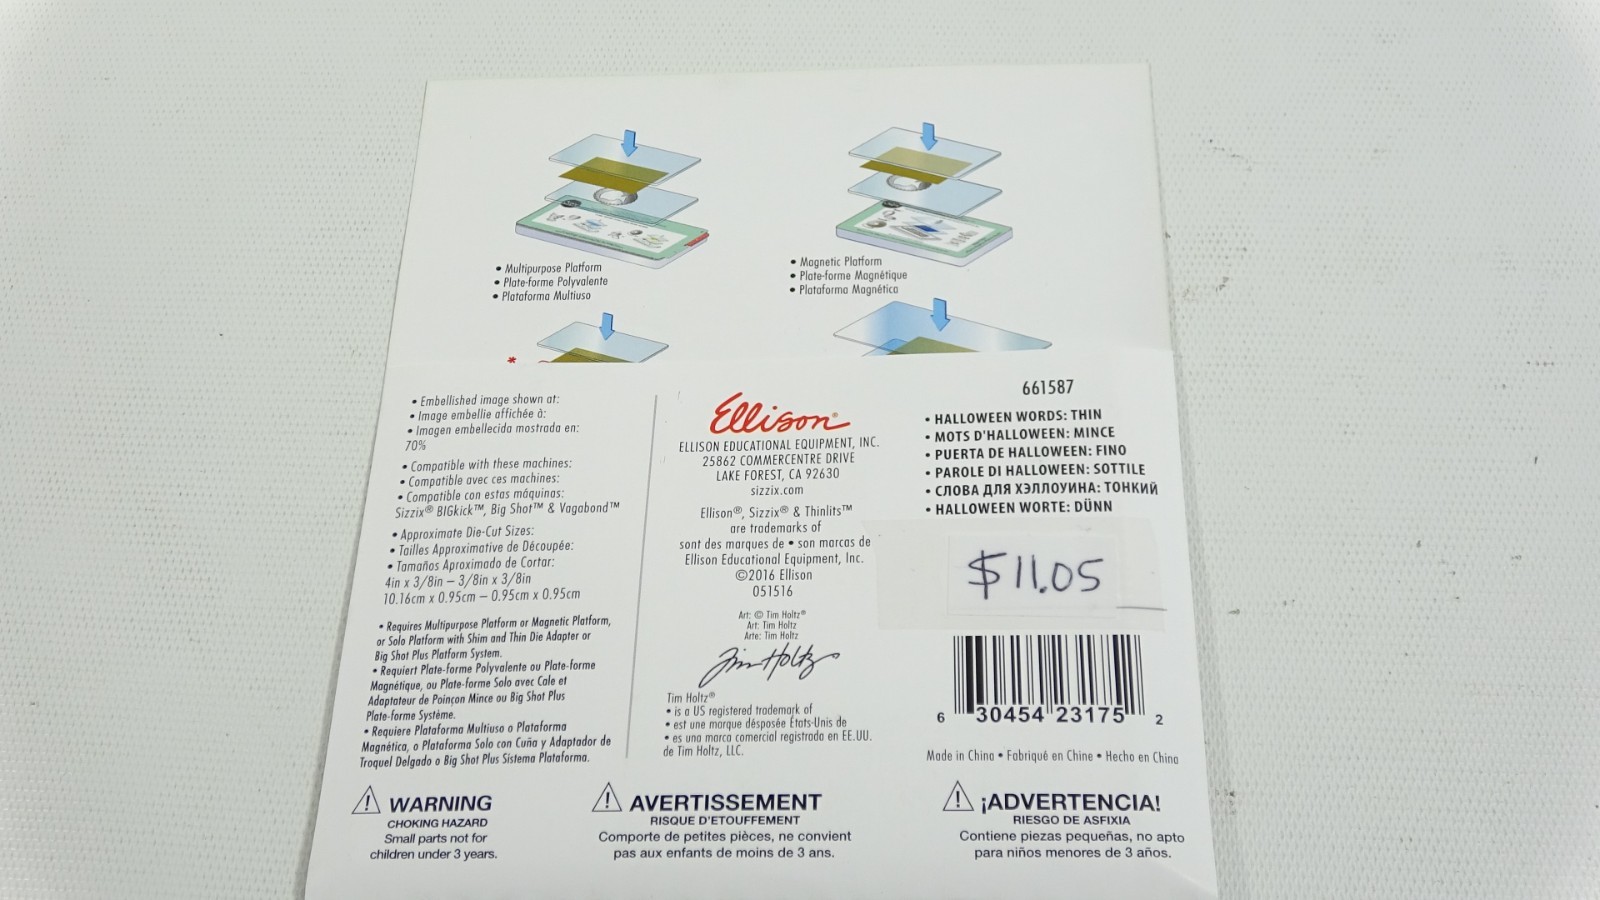 • Multipurpose Platform
• Plate-forme Polyvalente
• Plataforma Multiuso
• Magnetic Platform
• Plate-forme Magnétique
• Plataforma Magnética
*
• Embellished image shown at:
• Image embellie affichée à:
• Imagen embellecida mostrada en:
70%
• Compatible with these machines:
• Compatible avec ces machines:
• Compatible con estas máquinas:
Sizzix® BIGkick™, Big Shot™ & Vagabond™
• Approximate Die-Cut Sizes:
• Tailles Approximative de Découpée:
• Tamaños Aproximado de Cortar:
4in x 3/8in – 3/8in x 3/8in
10.16cm x 0.95cm – 0.95cm x 0.95cm
• Requires Multipurpose Platform or Magnetic Platform,
or Solo Platform with Shim and Thin Die Adapter or
Big Shot Plus Platform System.
• Requiert Plate-forme Polyvalente ou Plate-forme
Magnétique, ou Plate-forme Solo avec Cale et
Adaptateur de Poinçon Mince ou Big Shot Plus
Plate-forme Système.
• Requiere Plataforma Multiuso o Plataforma
Magnética, o Plataforma Solo con Cuña y Adaptador de
Troquel Delgado o Big Shot Plus Sistema Plataforma.
Ellison®
ELLISON EDUCATIONAL EQUIPMENT, INC.
25862 COMMERCENTRE DRIVE
LAKE FOREST, CA 92630
sizzix.com
Ellison®, Sizzix® & Thinlits™
are trademarks of
sont des marques de • son marcas de
Ellison Educational Equipment, Inc.
©2016 Ellison
051516
Art: © Tim Holtz®
Art: Tim Holtz
Arte: Tim Holtz
Tim Holtz
Tim Holtz®
• is a US registered trademark of
• est une marque désposée États-Unis de
• es una marca comercial registrada en EE.UU.
de Tim Holtz, LLC.
661587
• HALLOWEEN WORDS: THIN
• MOTS D'HALLOWEEN: MINCE
• PUERTA DE HALLOWEEN: FINO
• PAROLE DI HALLOWEEN: SOTTILE
• СЛОВА ДЛЯ ХЭЛЛОУИНА: ТОНКИЙ
• HALLOWEEN WORTE: DÜNN
$11.05
6 30454 23175 2
Made in China • Fabriqué en Chine • Hecho en China
WARNING
CHOKING HAZARD
Small parts not for
children under 3 years.
AVERTISSEMENT
RISQUE D'ETOUFFEMENT
Comporte de petites pièces, ne convient
pas aux enfants de moins de 3 ans.
¡ADVERTENCIA!
RIESGO DE ASFIXIA
Contiene piezas pequeñas, no apto
para niños menores de 3 años.